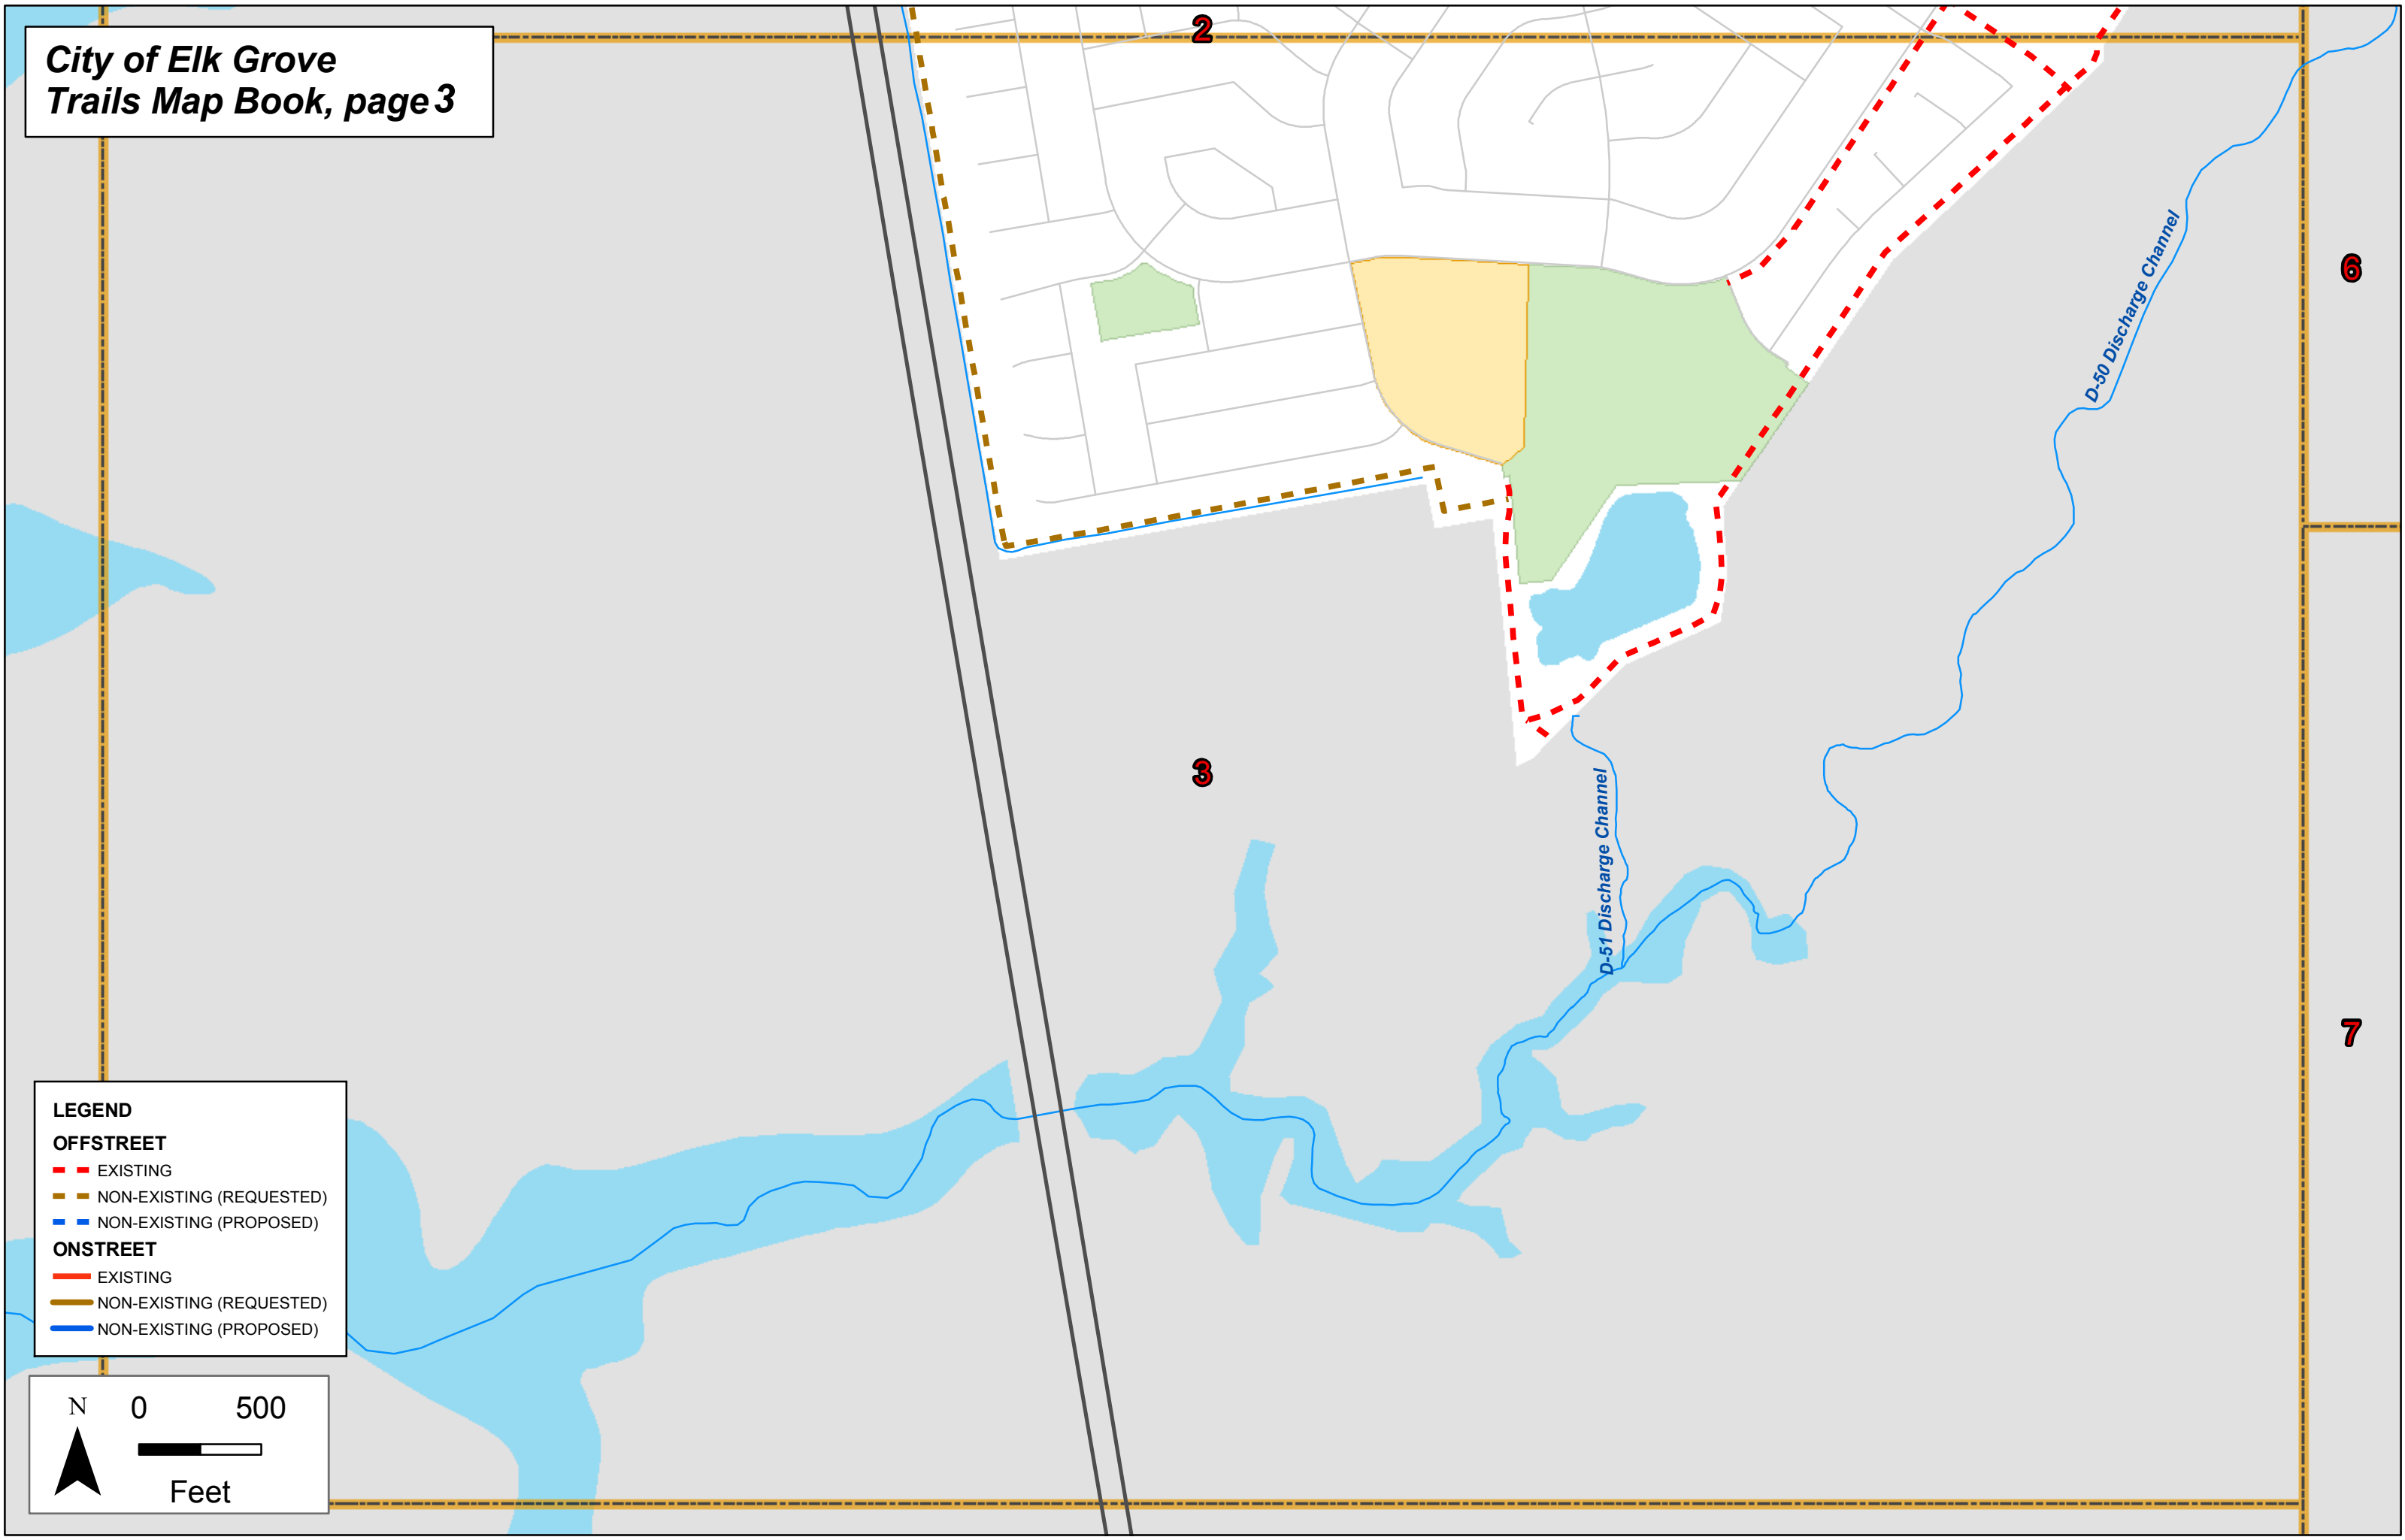 City of Elk Grove
Trails Map Book, page 3
2
6
D-50 Discharge Channel
3
D-51 Discharge Channel
7
LEGEND
OFFSTREET
EXISTING
NON-EXISTING (REQUESTED)
NON-EXISTING (PROPOSED)
ONSTREET
EXISTING
NON-EXISTING (REQUESTED)
NON-EXISTING (PROPOSED)
N 0 500
Feet